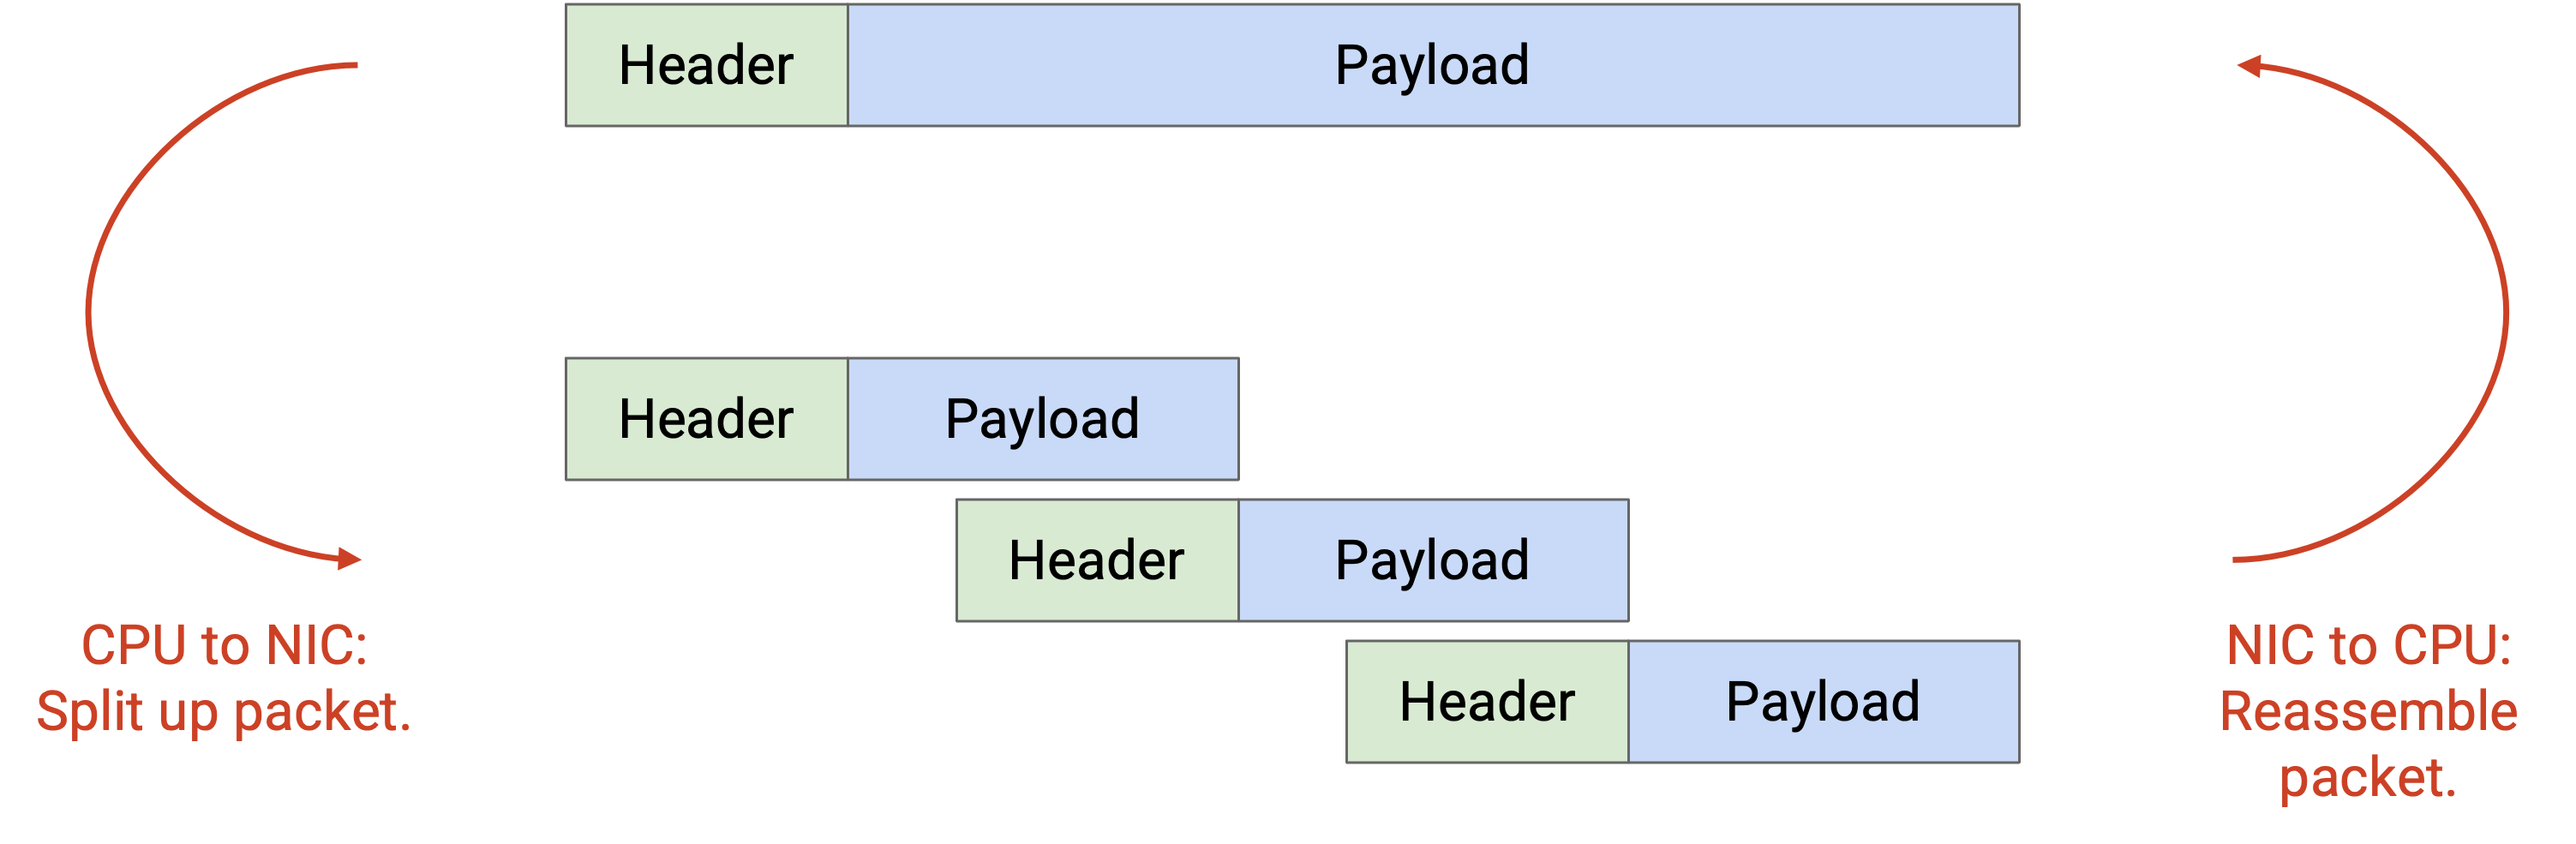 Header Payload
Header Payload
Header Payload
Header Payload
CPU to NIC:
Split up packet.
NIC to CPU:
Reassemble
packet.